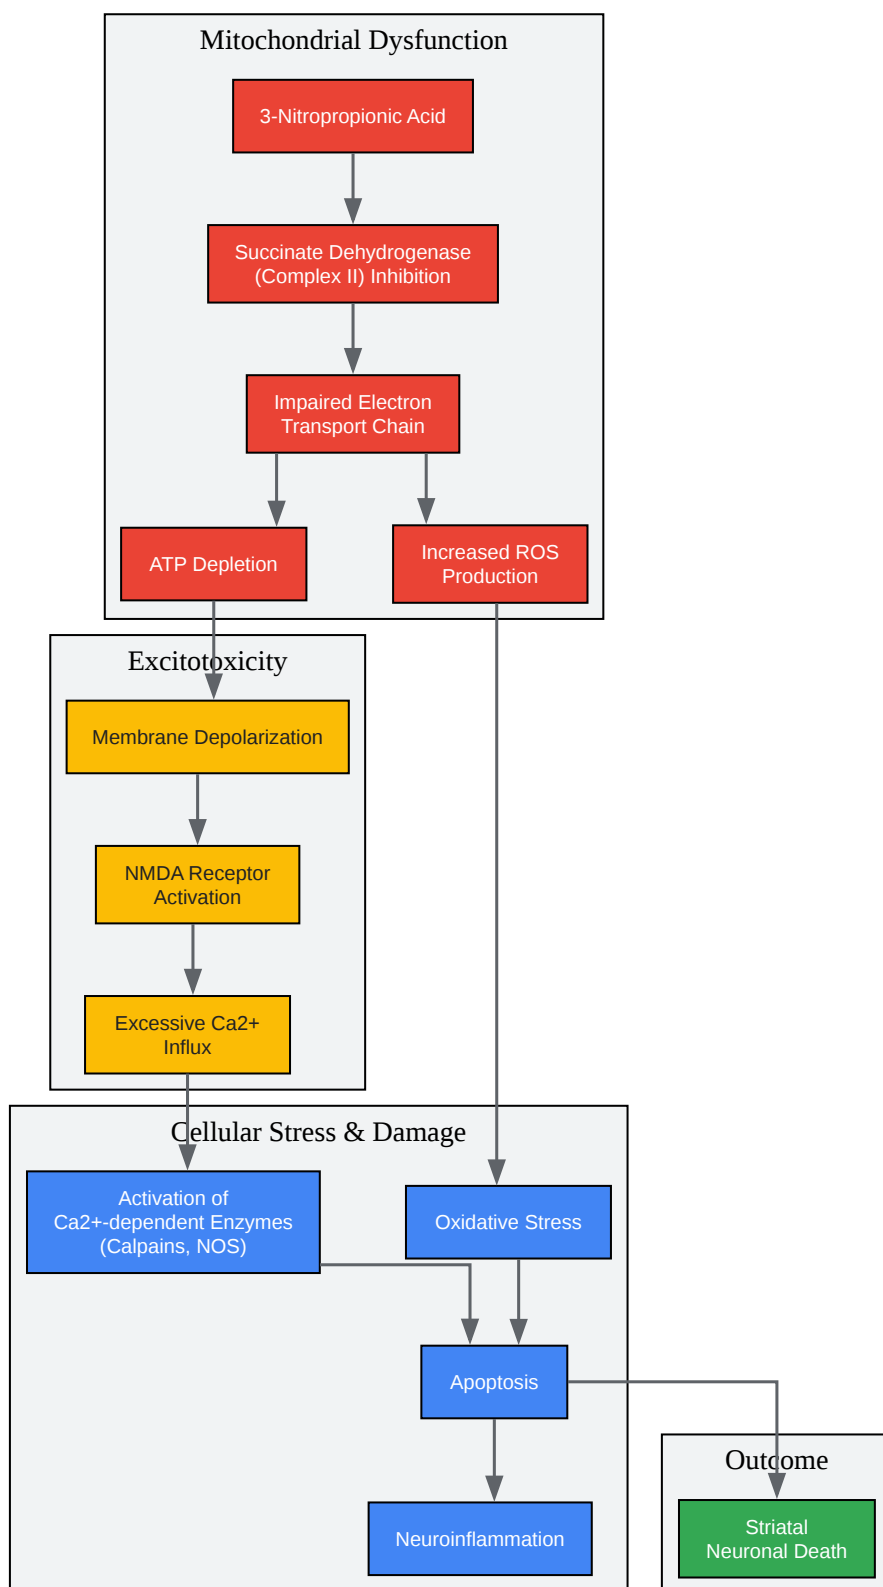 Mitochondrial Dysfunction
3-Nitropropionic Acid
Succinate Dehydrogenase
(Complex II) Inhibition
Impaired Electron
Transport Chain
ATP Depletion
Increased ROS
Production
Excitotoxicity
Membrane Depolarization
NMDA Receptor
Activation
Excessive Ca2+
Influx
Cellular Stress & Damage
Activation of
Ca2+-dependent Enzymes
(Calpains, NOS)
Oxidative Stress
Apoptosis
Neuroinflammation
Outcome
Striatal
Neuronal Death